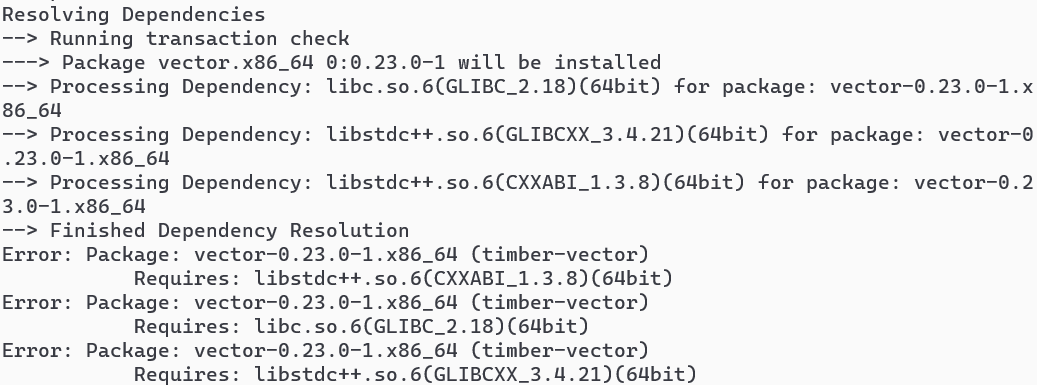 Resolving Dependencies
--> Running transaction check
---> Package vector.x86_64 0:0.23.0-1 will be installed
--> Processing Dependency: libc.so.6(GLIBC_2.18)(64bit) for package: vector-0.23.0-1.x
86_64
--> Processing Dependency: libstdc++.so.6(GLIBCXX_3.4.21)(64bit) for package: vector-0
.23.0-1.x86_64
--> Processing Dependency: libstdc++.so.6(CXXABI_1.3.8)(64bit) for package: vector-0.2
3.0-1.x86_64
--> Finished Dependency Resolution
Error: Package: vector-0.23.0-1.x86_64 (timber-vector)
           Requires: libstdc++.so.6(CXXABI_1.3.8)(64bit)
Error: Package: vector-0.23.0-1.x86_64 (timber-vector)
           Requires: libc.so.6(GLIBC_2.18)(64bit)
Error: Package: vector-0.23.0-1.x86_64 (timber-vector)
           Requires: libstdc++.so.6(GLIBCXX_3.4.21)(64bit)